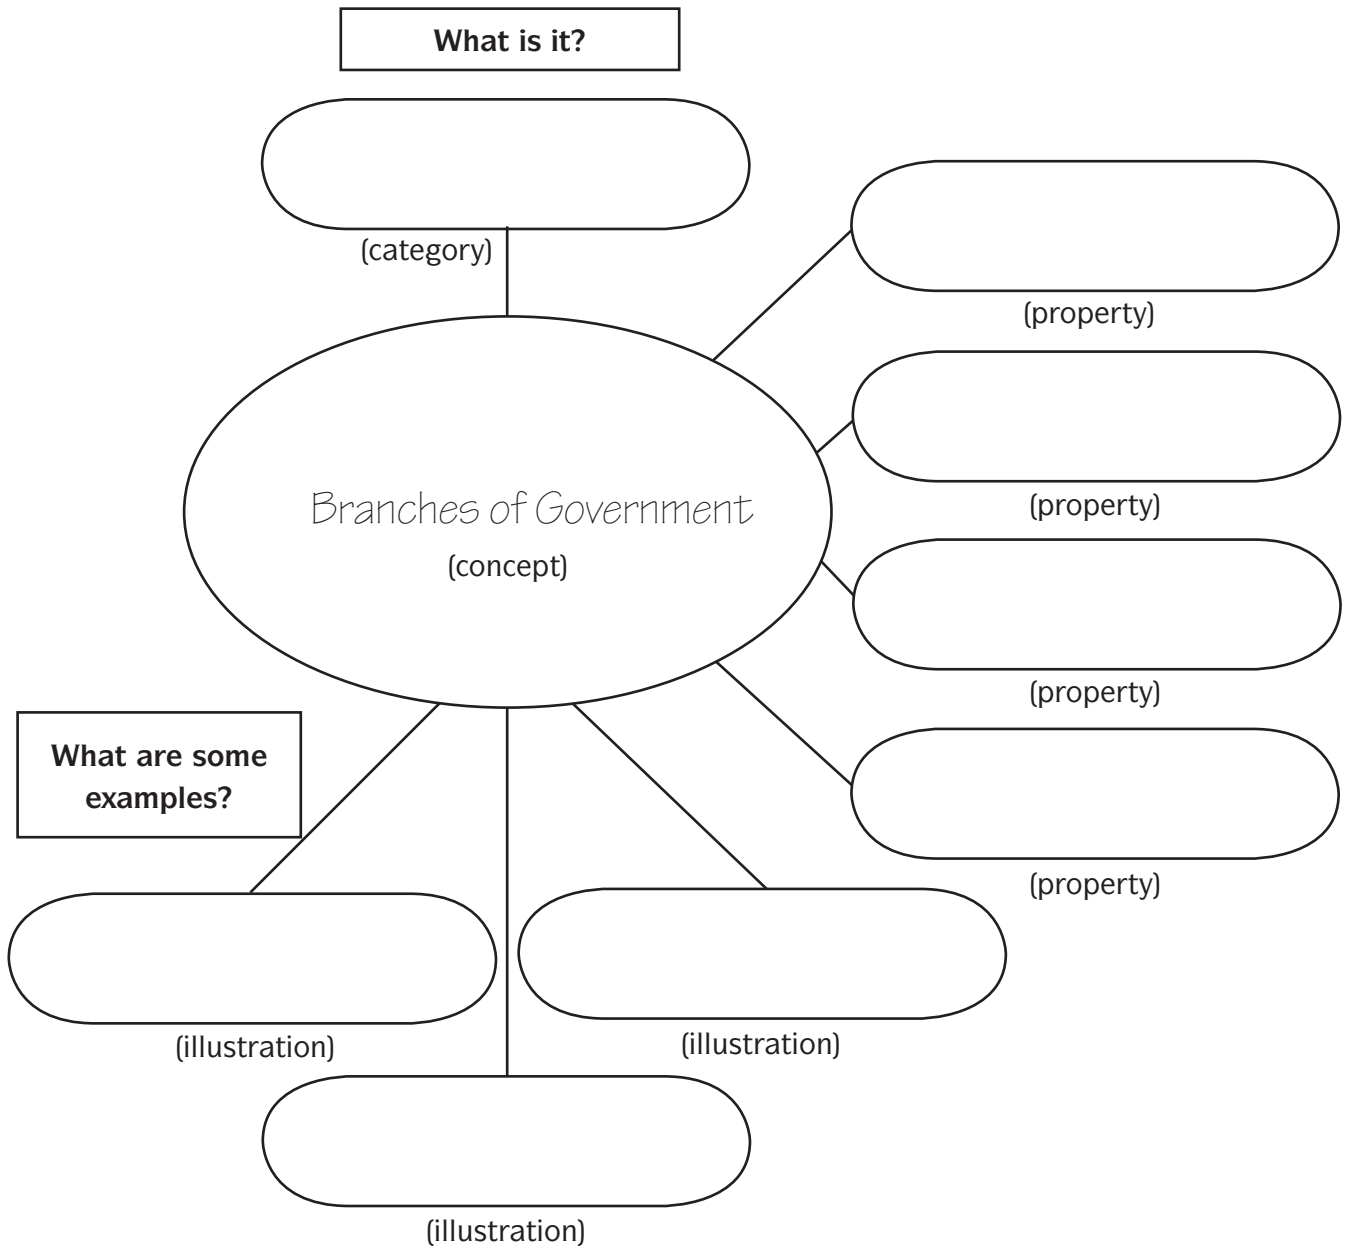 What is it?
(category)
(property)
(property)
Branches of Government
(concept)
(property)
What are some
examples?
(property)
(illustration)
(illustration)
(illustration)